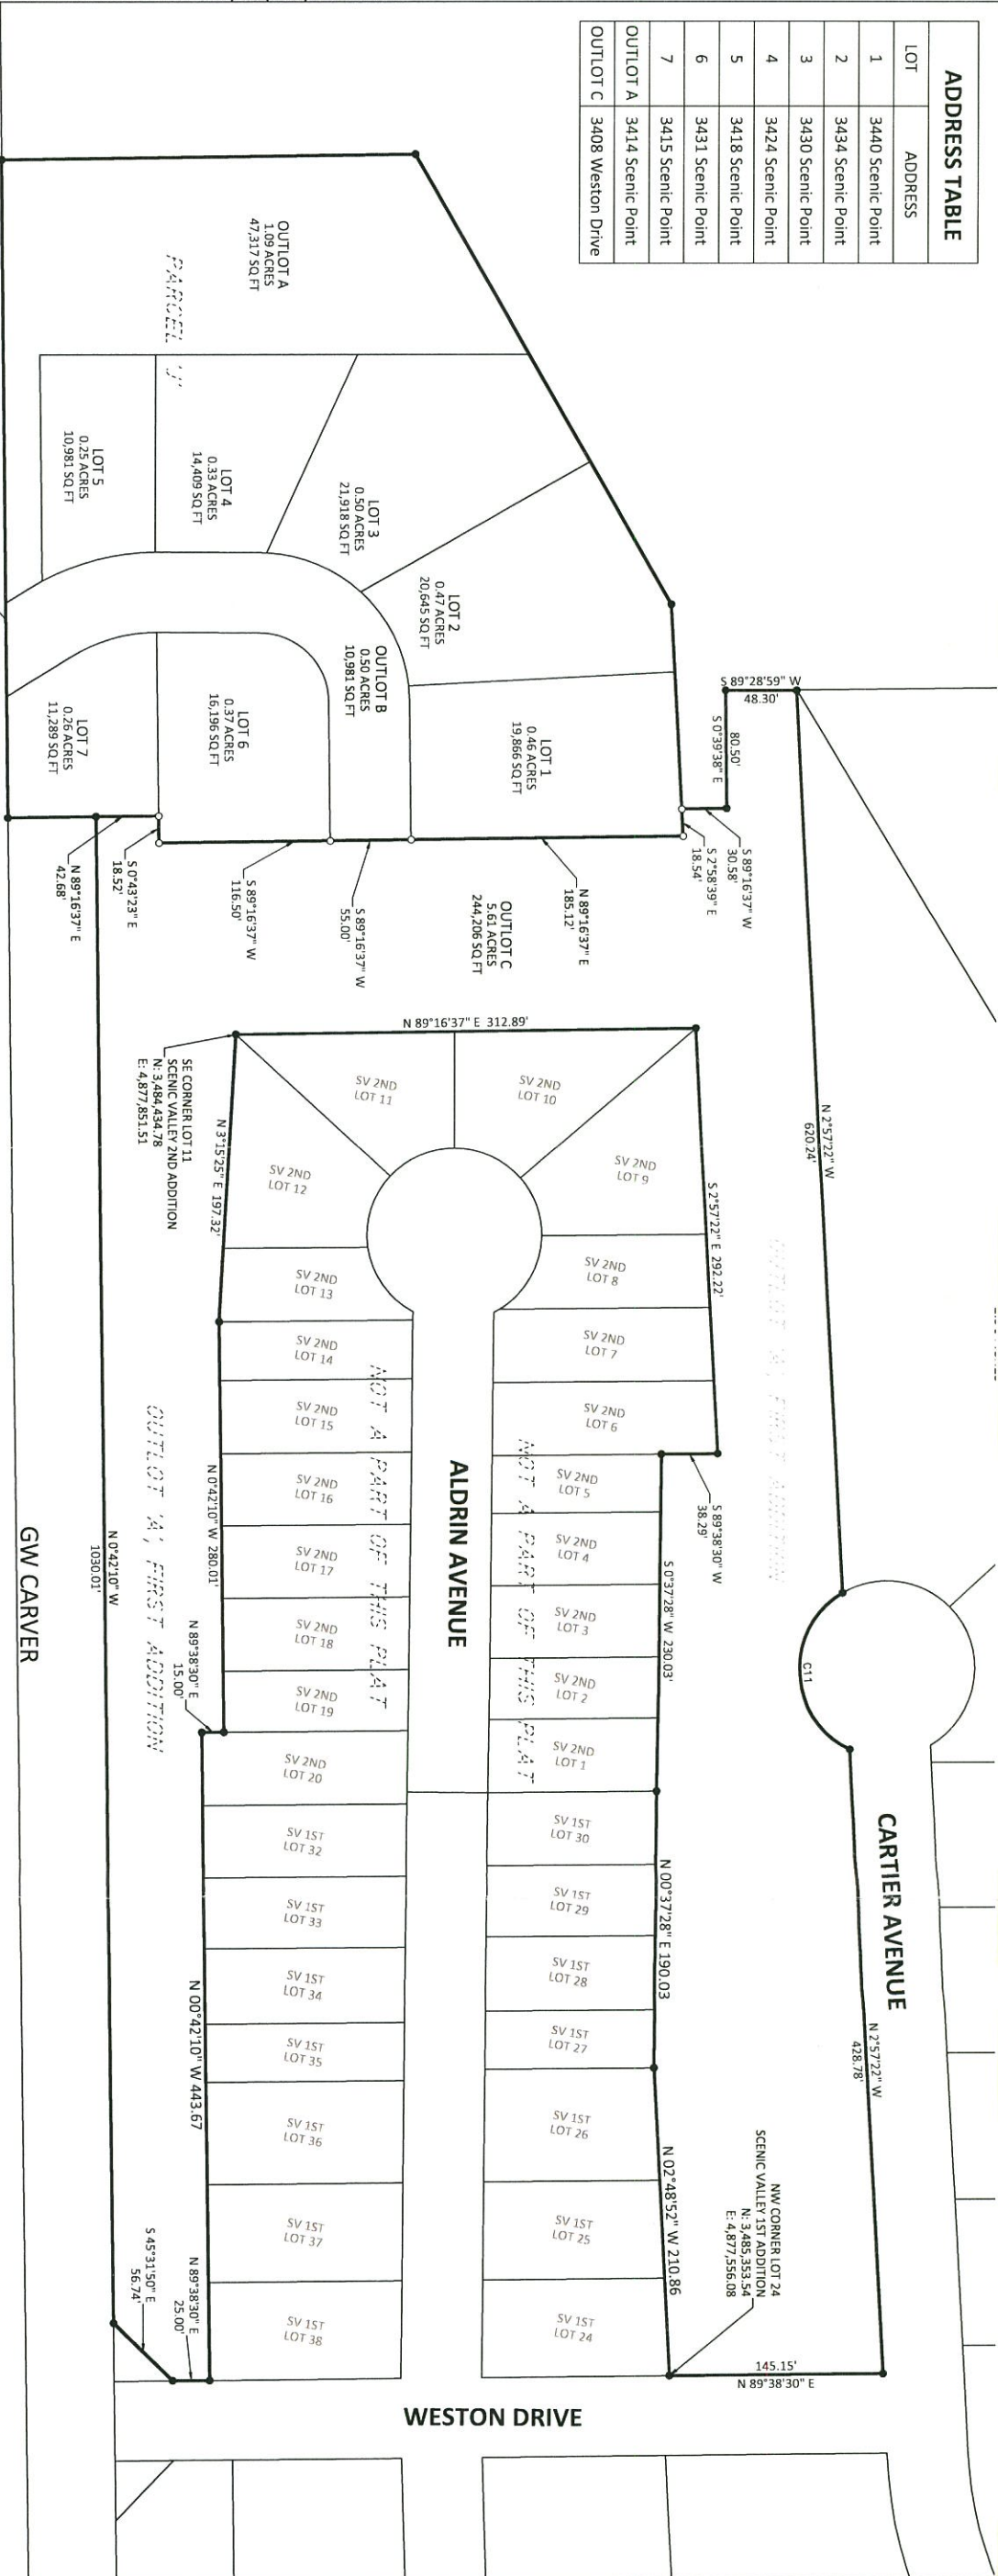 ADDRESS TABLE
LOT ADDRESS
1 3440 Scenic Point
2 3434 Scenic Point
3 3430 Scenic Point
4 3424 Scenic Point
5 3418 Scenic Point
6 3431 Scenic Point
7 3415 Scenic Point
OUTLOT A 3414 Scenic Point
OUTLOT C 3408 Weston Drive
OUTLOT A
1.09 ACRES
47,317 SQ FT
PARCEL 'J'
LOT 5
0.25 ACRES
10,981 SQ FT
LOT 4
0.33 ACRES
14,409 SQ FT
LOT 3
0.50 ACRES
21,918 SQ FT
LOT 2
0.47 ACRES
20,645 SQ FT
OUTLOT B
0.50 ACRES
10,981 SQ FT
LOT 1
0.46 ACRES
19,866 SQ FT
LOT 6
0.37 ACRES
16,196 SQ FT
LOT 7
0.26 ACRES
11,289 SQ FT
S 89°28'59" W
48.30'
80.50'
S 0°39'38" E
S 89°16'37" W
30.58'
S 2°58'39" E
18.54'
N 89°16'37" E
185.12'
OUTLOT C
5.61 ACRES
244,206 SQ FT
S 89°16'37" W
55.00'
S 89°16'37" W
116.50'
S 0°43'23" E
18.52'
N 89°16'37" E
42.68'
N 89°16'37" E 312.89'
SE CORNER LOT 11
SCENIC VALLEY 2ND ADDITION
N: 3,484,434.78
E: 4,877,851.51
N 2°57'22" W
620.24'
S 2°57'22" E 292.22'
N 3°15'25" E 197.32'
SV 2ND
LOT 10
SV 2ND
LOT 11
SV 2ND
LOT 9
SV 2ND
LOT 12
SV 2ND
LOT 8
SV 2ND
LOT 13
SV 2ND
LOT 7
SV 2ND
LOT 14
SV 2ND
LOT 6
SV 2ND
LOT 15
SV 2ND
LOT 5
SV 2ND
LOT 16
SV 2ND
LOT 4
SV 2ND
LOT 17
SV 2ND
LOT 3
SV 2ND
LOT 18
SV 2ND
LOT 2
SV 2ND
LOT 19
SV 2ND
LOT 1
SV 2ND
LOT 20
NOT A PART OF THIS PLAT
NOT A PART OF THIS PLAT
ALDRIN AVENUE
S 89°38'30" W
38.29'
S 0°37'28" W 230.03'
N 0°42'10" W 280.01'
N 89°38'30" E
15.00'
OUTLOT 'A', FIRST ADDITION
N 0°42'10" W
1030.01'
GW CARVER
C11
CARTIER AVENUE
N 2°57'22" W
428.78'
SV 1ST
LOT 30
SV 1ST
LOT 32
SV 1ST
LOT 29
SV 1ST
LOT 33
SV 1ST
LOT 28
SV 1ST
LOT 34
SV 1ST
LOT 27
SV 1ST
LOT 35
SV 1ST
LOT 26
SV 1ST
LOT 36
SV 1ST
LOT 25
SV 1ST
LOT 37
SV 1ST
LOT 24
SV 1ST
LOT 38
N 00°37'28" E 190.03
N 00°42'10" W 443.67
N 02°48'52" W 210.86
NW CORNER LOT 24
SCENIC VALLEY 1ST ADDITION
N: 3,485,353.54
E: 4,877,556.08
N 89°38'30" E
25.00'
S 45°31'50" E
56.74'
145.15'
N 89°38'30" E
WESTON DRIVE